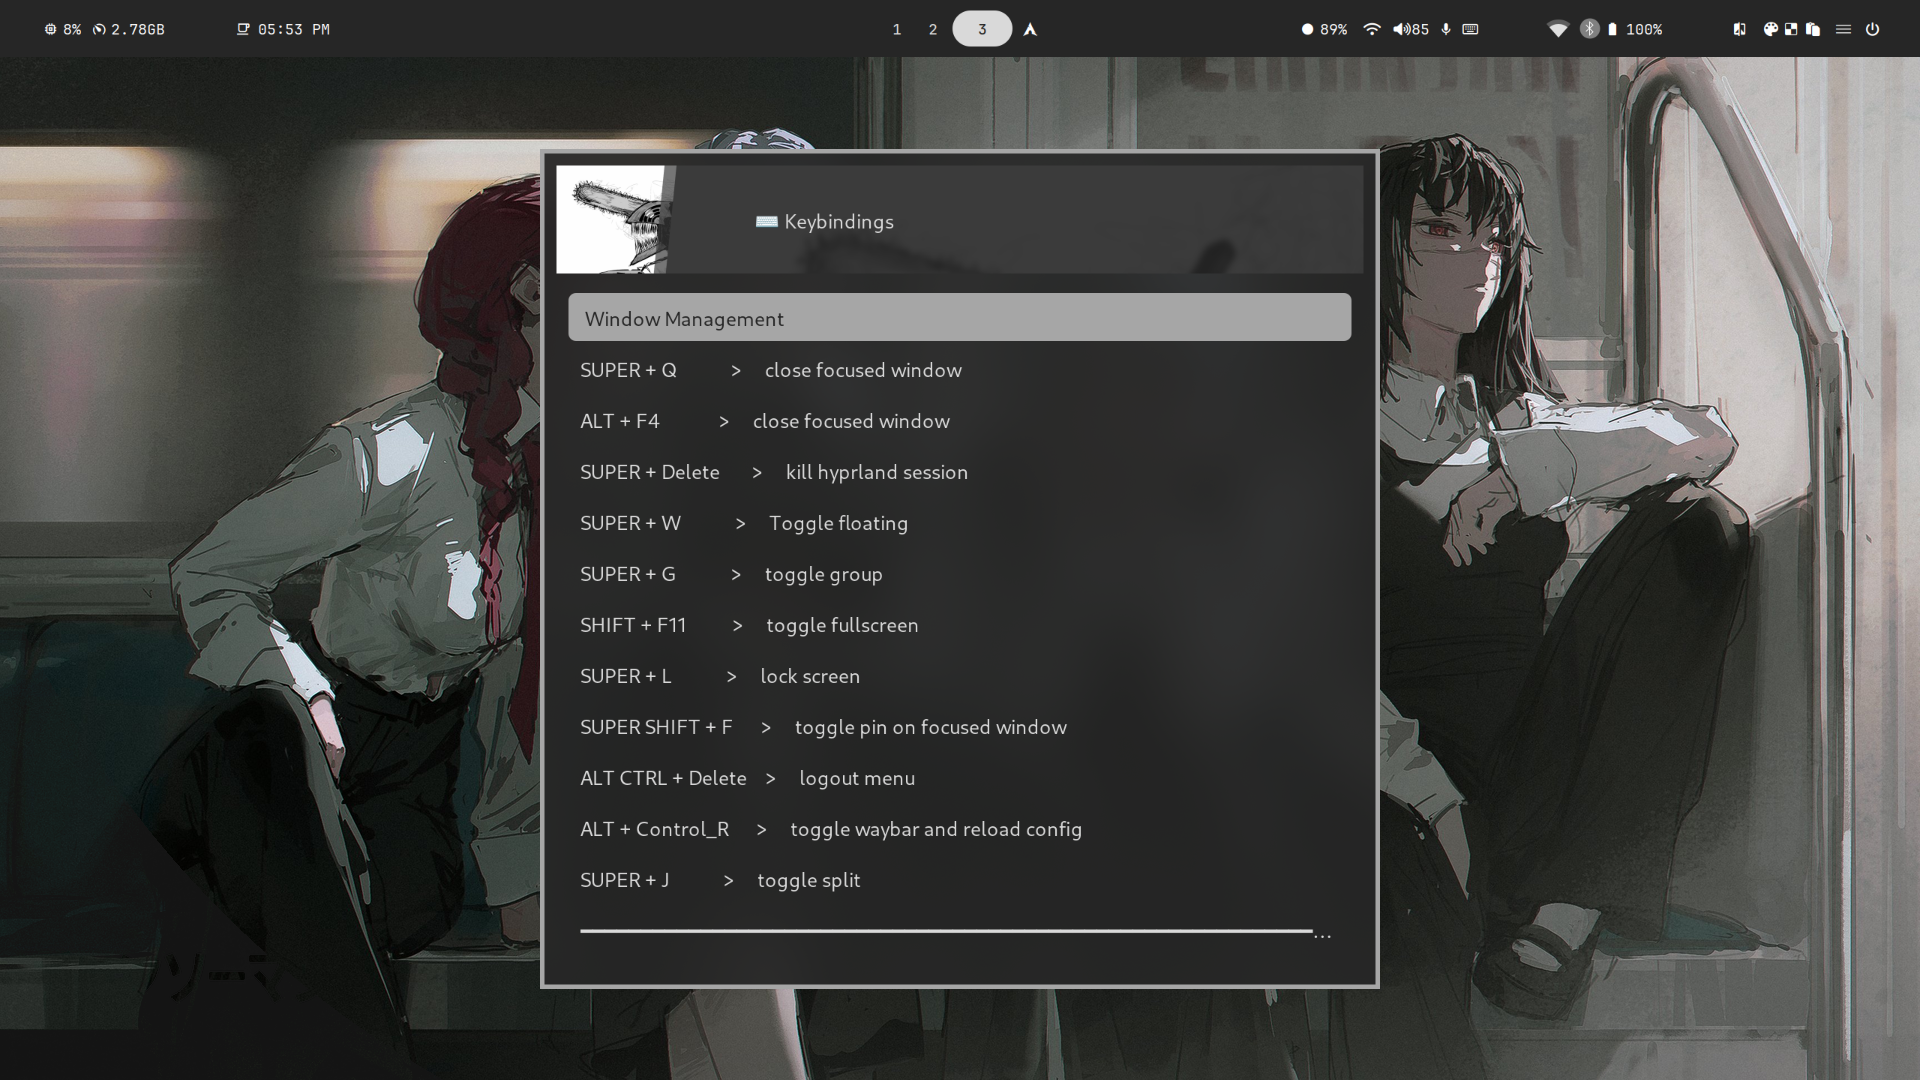 8% 2.78GB 05:53 PM 1 2 3 89% 85 100%
Keybindings
Window Management
SUPER + Q > close focused window
ALT + F4 > close focused window
SUPER + Delete > kill hyprland session
SUPER + W > Toggle floating
SUPER + G > toggle group
SHIFT + F11 > toggle fullscreen
SUPER + L > lock screen
SUPER SHIFT + F > toggle pin on focused window
ALT CTRL + Delete > logout menu
ALT + Control_R > toggle waybar and reload config
SUPER + J > toggle split
...